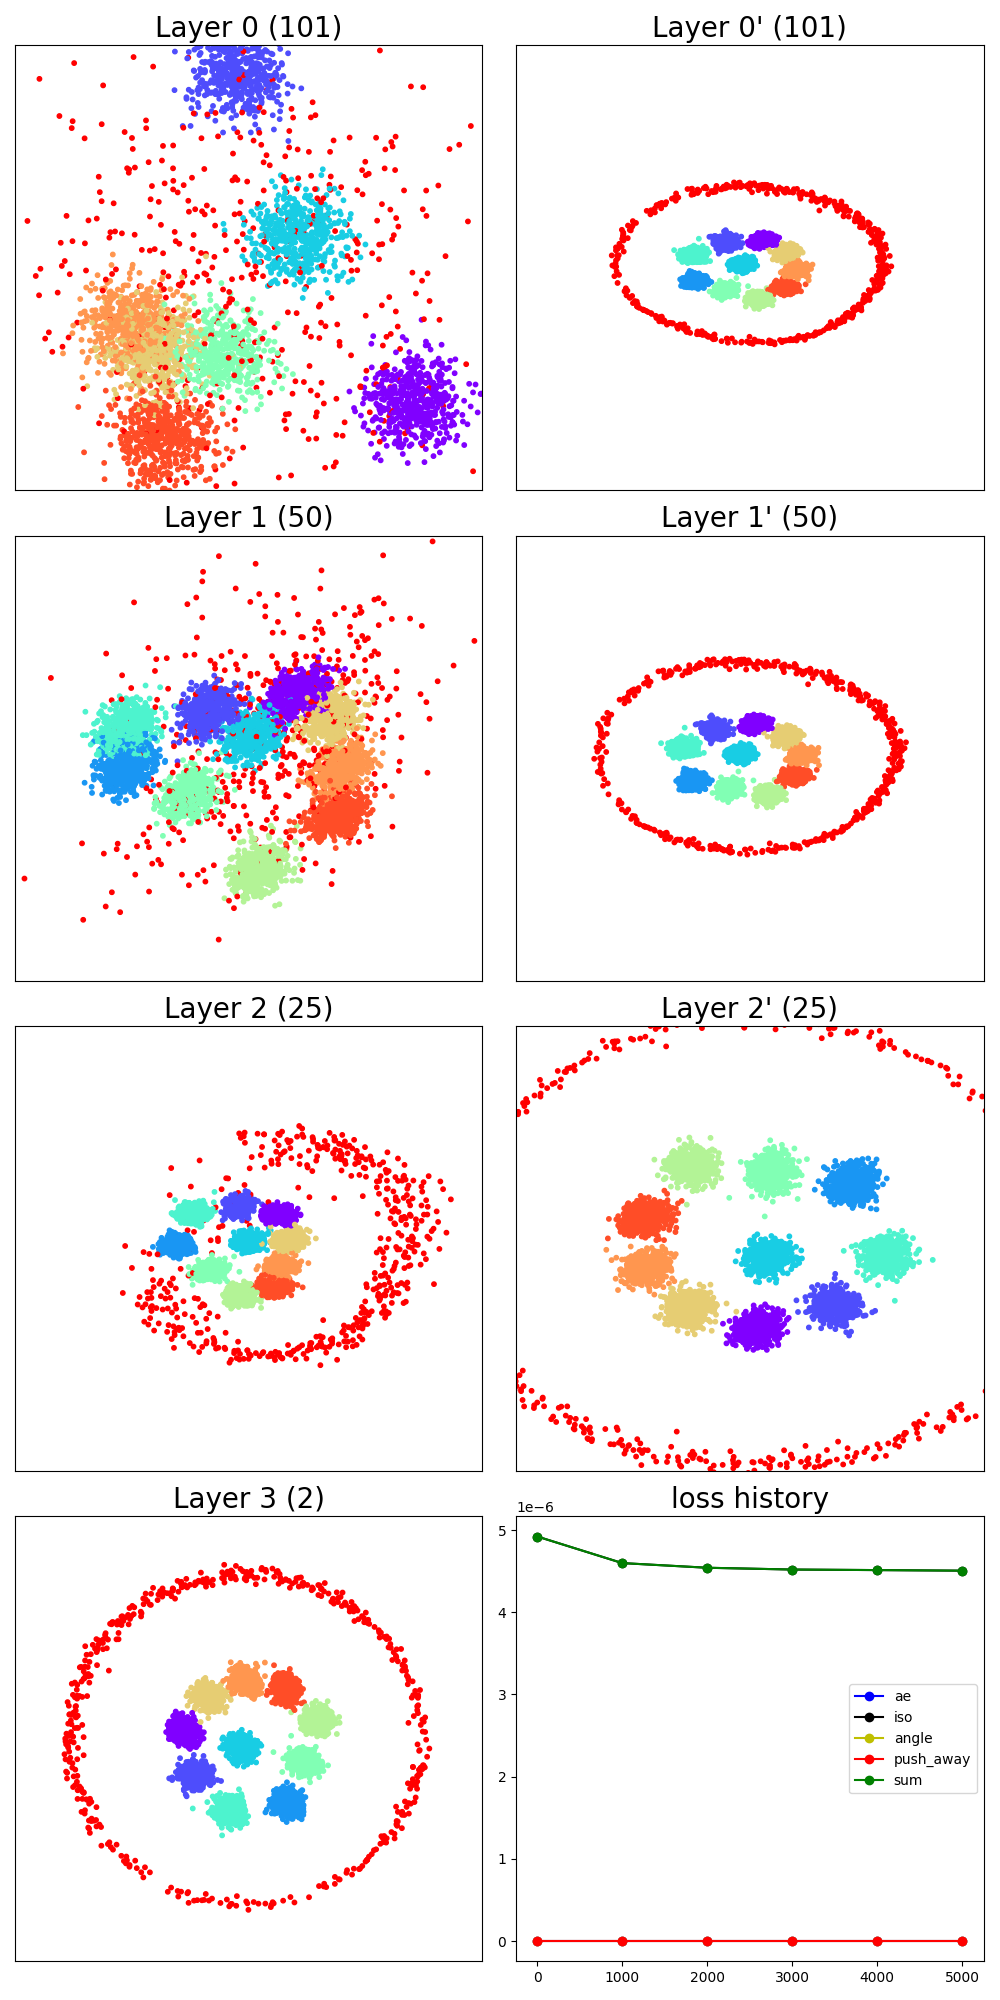 Layer 0 (101)
Layer 0' (101)
Layer 1 (50)
Layer 1' (50)
Layer 2 (25)
Layer 2' (25)
Layer 3 (2)
loss history
1e−6
5
4
3
2
1
0
ae
iso
angle
push_away
sum
0 1000 2000 3000 4000 5000